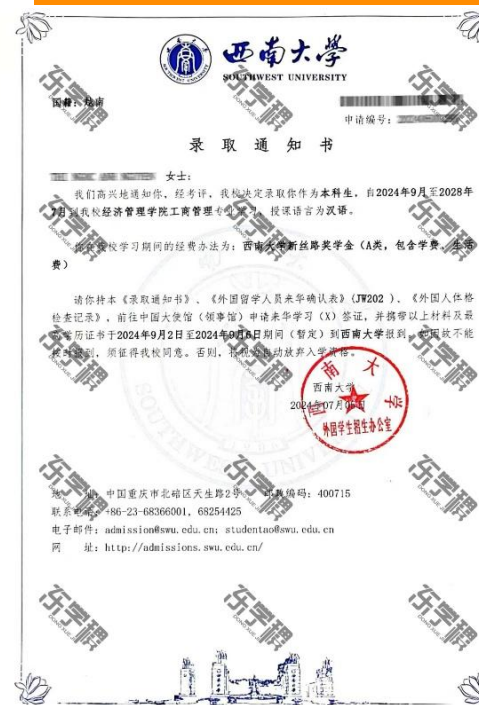 西南大学
SOUTHWEST UNIVERSITY
国籍：越南
申请编号：
录取通知书
女士：
我们高兴地通知你，经考评，我校决定录取你作为本科生，自2024年9月至2028年
7月到我校经济管理学院工商管理专业学习，授课语言为汉语。
你在我校学习期间的经费办法为：西南大学新丝路奖学金（A类，包含学费、生活
费）
请你持本《录取通知书》、《外国留学人员来华确认表》(JW202 )、《外国人体格
检查记录》，前往中国大使馆（领事馆）申请来华学习（X）签证，并携带以上材料及最
高学历证书于2024年9月2日至2024年9月6日期间（暂定）到西南大学报到。如因故不能
按时报到，须征得我校同意。否则，将视为自动放弃入学资格。
西南大学
2024年07月0日
西南大学
外国学生招生办公室
地　　址：中国重庆市北碚区天生路2号　邮政编码：400715
联系电话：+86-23-68366001，68254425
电子邮件：admission@swu.edu.cn; studentao@swu.edu.cn
网　　址：http://admissions.swu.edu.cn/